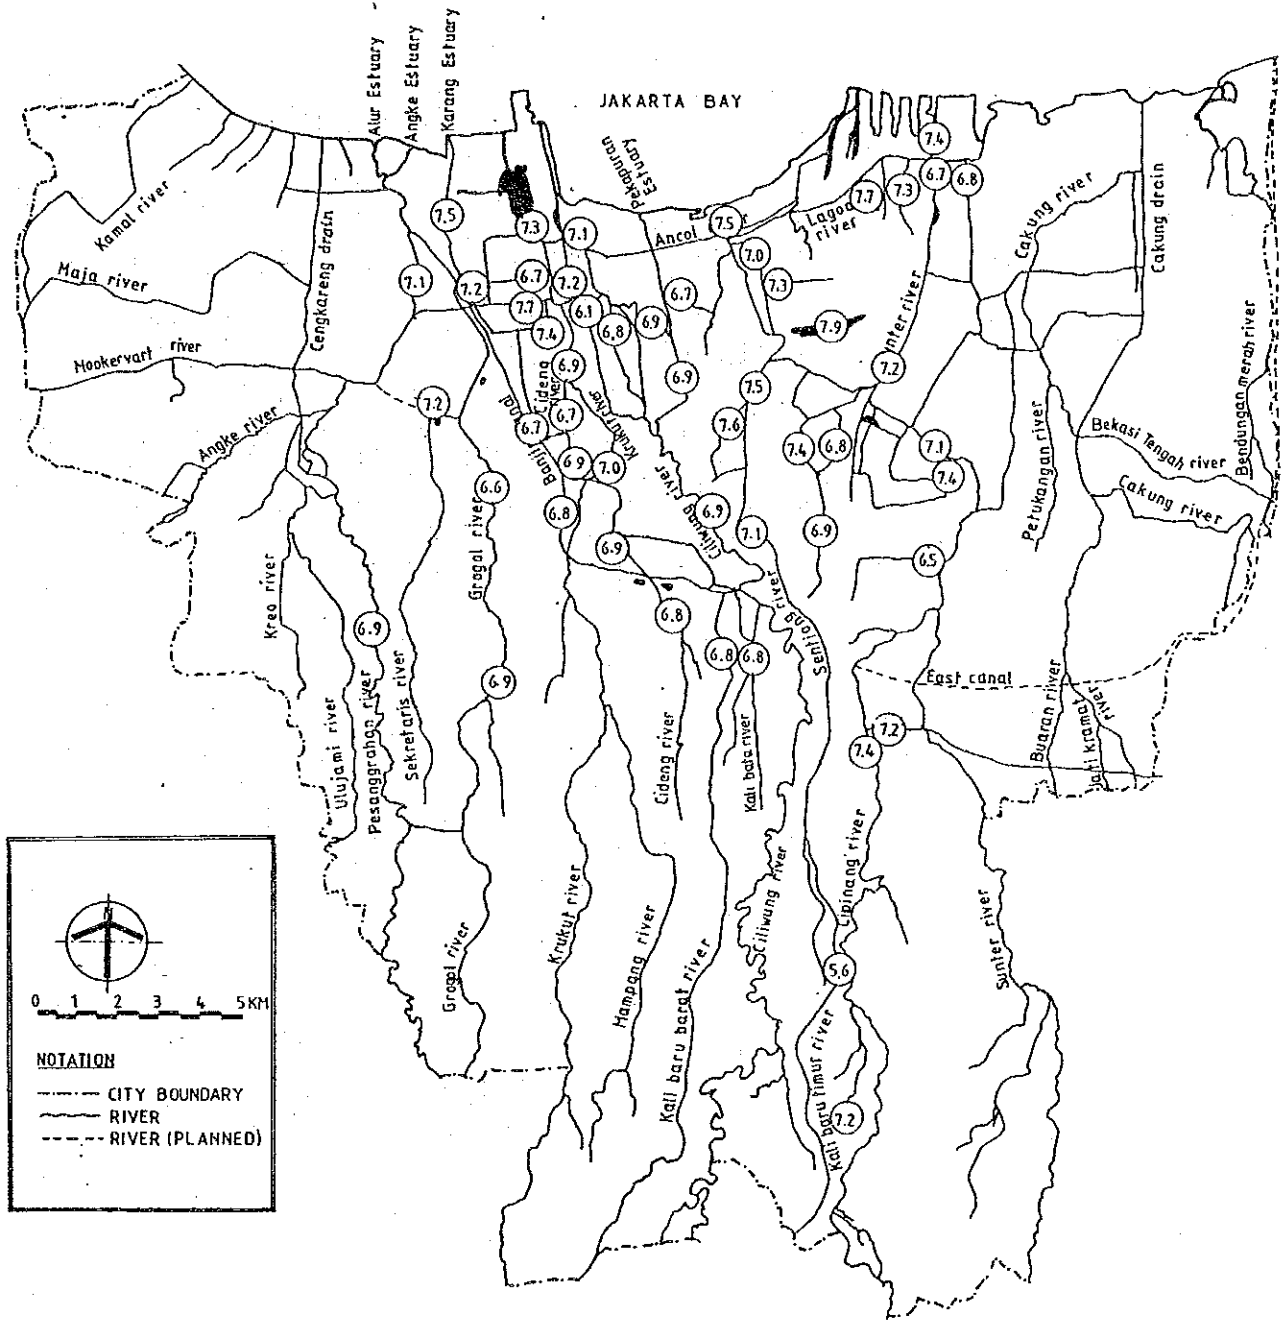 Alur Estuary
Angke Estuary
Karang Estuary
JAKARTA BAY
Pekapuran
Estuary
7.4
6.7
6.8
7.7
7.3
Kamal river
7.5
7.3
7.1
Ancol
7.5
Lagoa
river
Cakung river
Cakung drain
Maja river
Cengkareng drain
7.1
7.2
6.7
7.2
7.0
7.3
6.7
7.7
6.1
7.4
6.8
6.9
7.9
Mookervart river
6.9
Cideng
river
6.9
7.2
7.5
Bendungan merah river
7.2
6.7
6.7
Krukut river
7.6
7.4
6.8
7.1
7.4
Angke river
Petukangan river
Bekasi Tengah river
Cakung river
Banjir
6.9
7.0
6.6
6.8
Ciliwung river
6.9
7.1
6.9
6.9
6.5
Grogol river
Kreo river
6.9
6.8
6.8
6.8
Sentiong river
6.9
East canal
Ulujami river
Pesanggrahan river
Sekretaris river
Cideng river
Kali bata river
7.2
7.4
Buaran river
Jati kramat
river
Grogol river
Krukut river
Mampang river
Kali baru barat river
Ciliwung river
Cipinang river
5.6
Sunter river
Kali baru timur river
7.2
N
0 1 2 3 4 5 KM
NOTATION
CITY BOUNDARY
RIVER
RIVER (PLANNED)